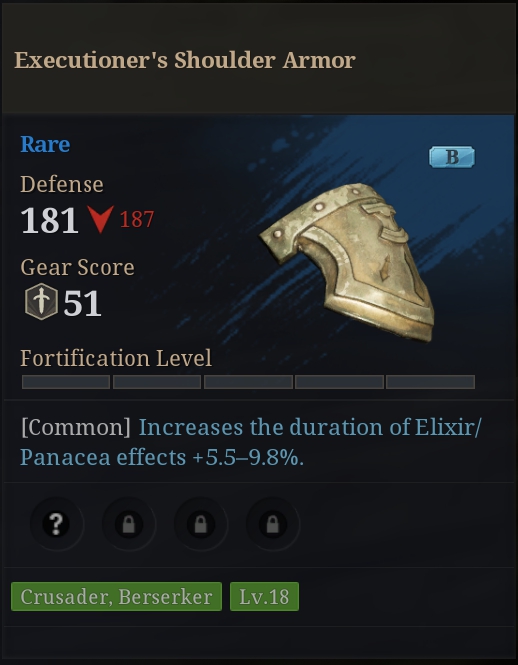 Executioner's Shoulder Armor
Rare
B
Defense
181 187
Gear Score
51
Fortification Level
[Common] Increases the duration of Elixir/
Panacea effects +5.5–9.8%.
?
Crusader, Berserker Lv.18